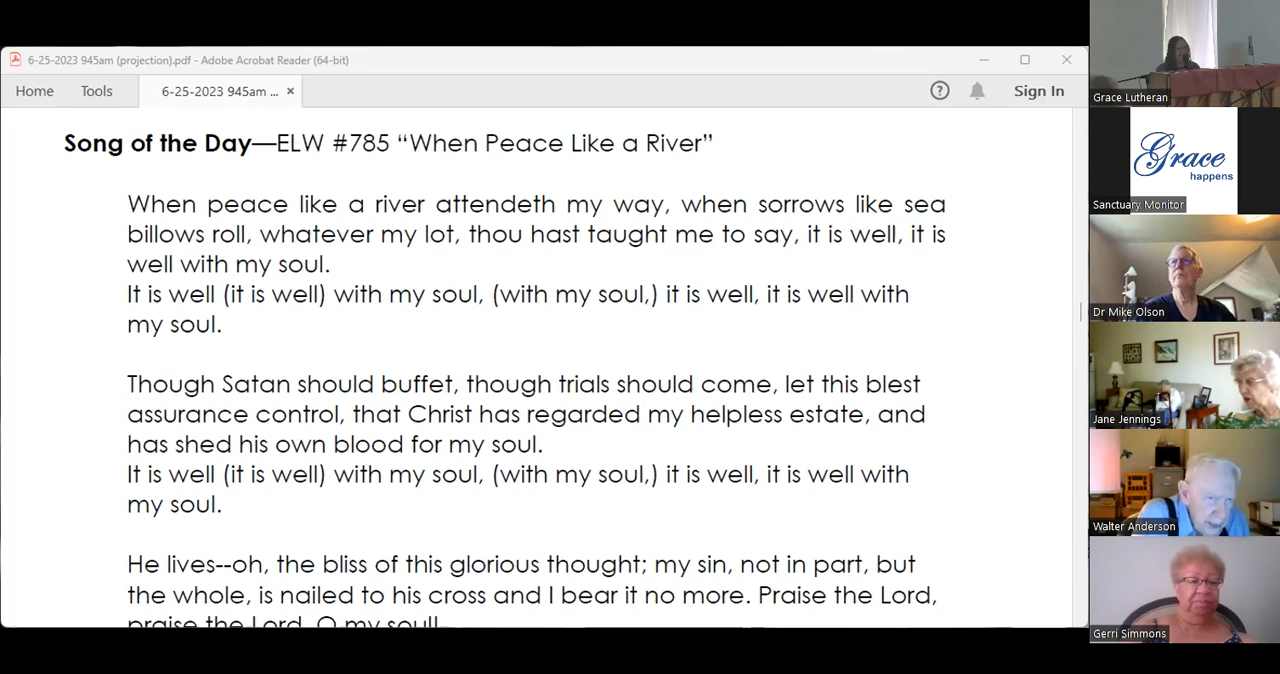 6-25-2023 945am (projection).pdf - Adobe Acrobat Reader (64-bit)
Home Tools 6-25-2023 945am ... × Sign In
Song of the Day—ELW #785 “When Peace Like a River”
When peace like a river attendeth my way, when sorrows like sea
billows roll, whatever my lot, thou hast taught me to say, it is well, it is
well with my soul.
It is well (it is well) with my soul, (with my soul,) it is well, it is well with
my soul.
Though Satan should buffet, though trials should come, let this blest
assurance control, that Christ has regarded my helpless estate, and
has shed his own blood for my soul.
It is well (it is well) with my soul, (with my soul,) it is well, it is well with
my soul.
He lives--oh, the bliss of this glorious thought; my sin, not in part, but
the whole, is nailed to his cross and I bear it no more. Praise the Lord,
praise the Lord, O my soul!
Grace Lutheran
Grace
happens
Sanctuary Monitor
Dr Mike Olson
Jane Jennings
Walter Anderson
Gerri Simmons